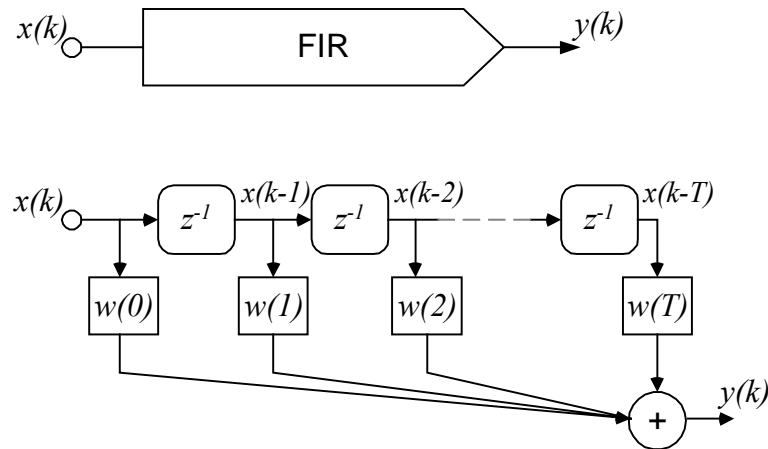 x(k)
FIR
y(k)
x(k)
z⁻¹
x(k-1)
z⁻¹
x(k-2)
z⁻¹
x(k-T)
w(0)
w(1)
w(2)
w(T)
+
y(k)